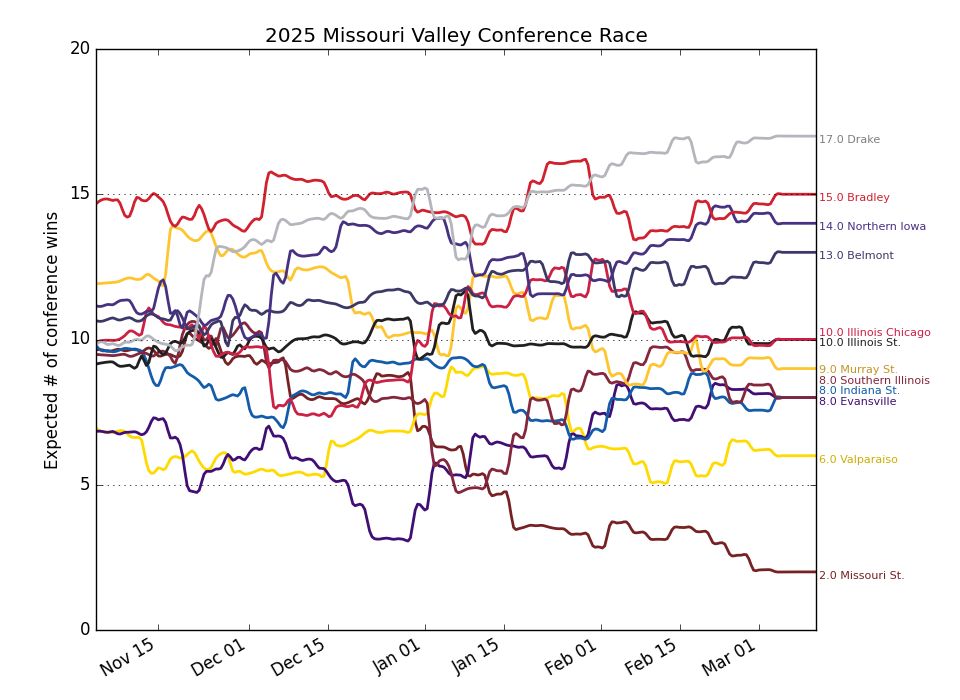 2025 Missouri Valley Conference Race
Expected # of conference wins
20
15
10
5
0
Nov 15
Dec 01
Dec 15
Jan 01
Jan 15
Feb 01
Feb 15
Mar 01
17.0 Drake
15.0 Bradley
14.0 Northern Iowa
13.0 Belmont
10.0 Illinois Chicago
10.0 Illinois St.
9.0 Murray St.
8.0 Southern Illinois
8.0 Indiana St.
8.0 Evansville
6.0 Valparaiso
2.0 Missouri St.